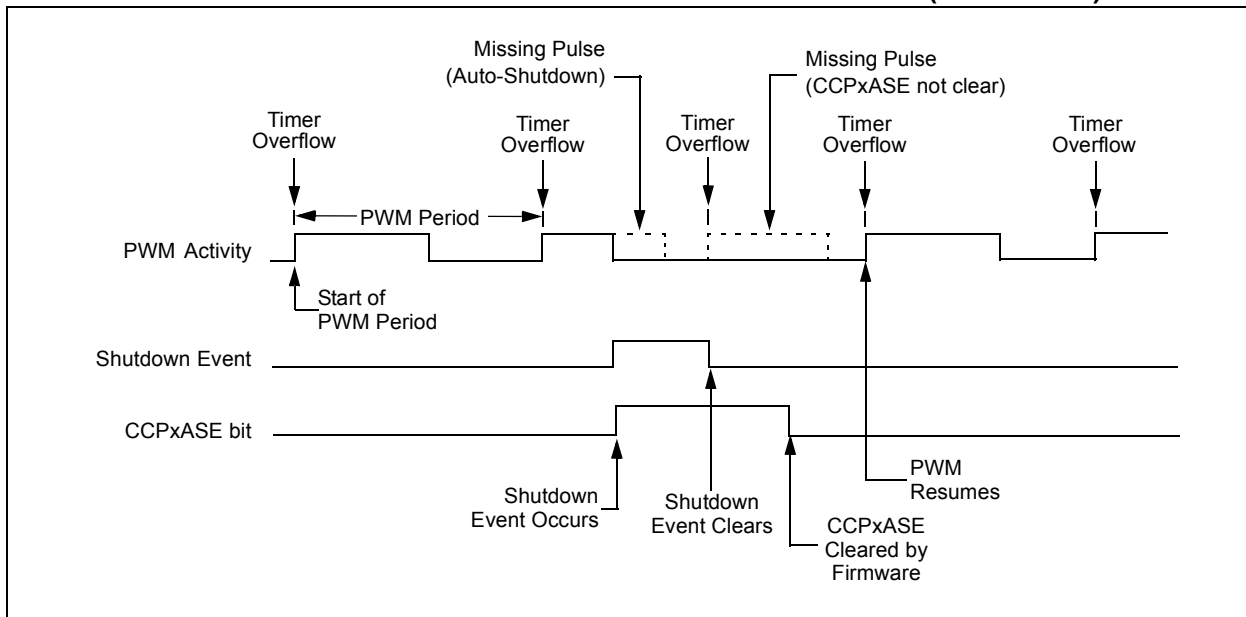 Missing Pulse
(Auto-Shutdown)
Missing Pulse
(CCPxASE not clear)
Timer
Overflow
Timer
Overflow
Timer
Overflow
Timer
Overflow
Timer
Overflow
PWM Period
PWM Activity
Start of
PWM Period
Shutdown Event
CCPxASE bit
Shutdown
Event Occurs
Shutdown
Event Clears
PWM
Resumes
CCPxASE
Cleared by
Firmware